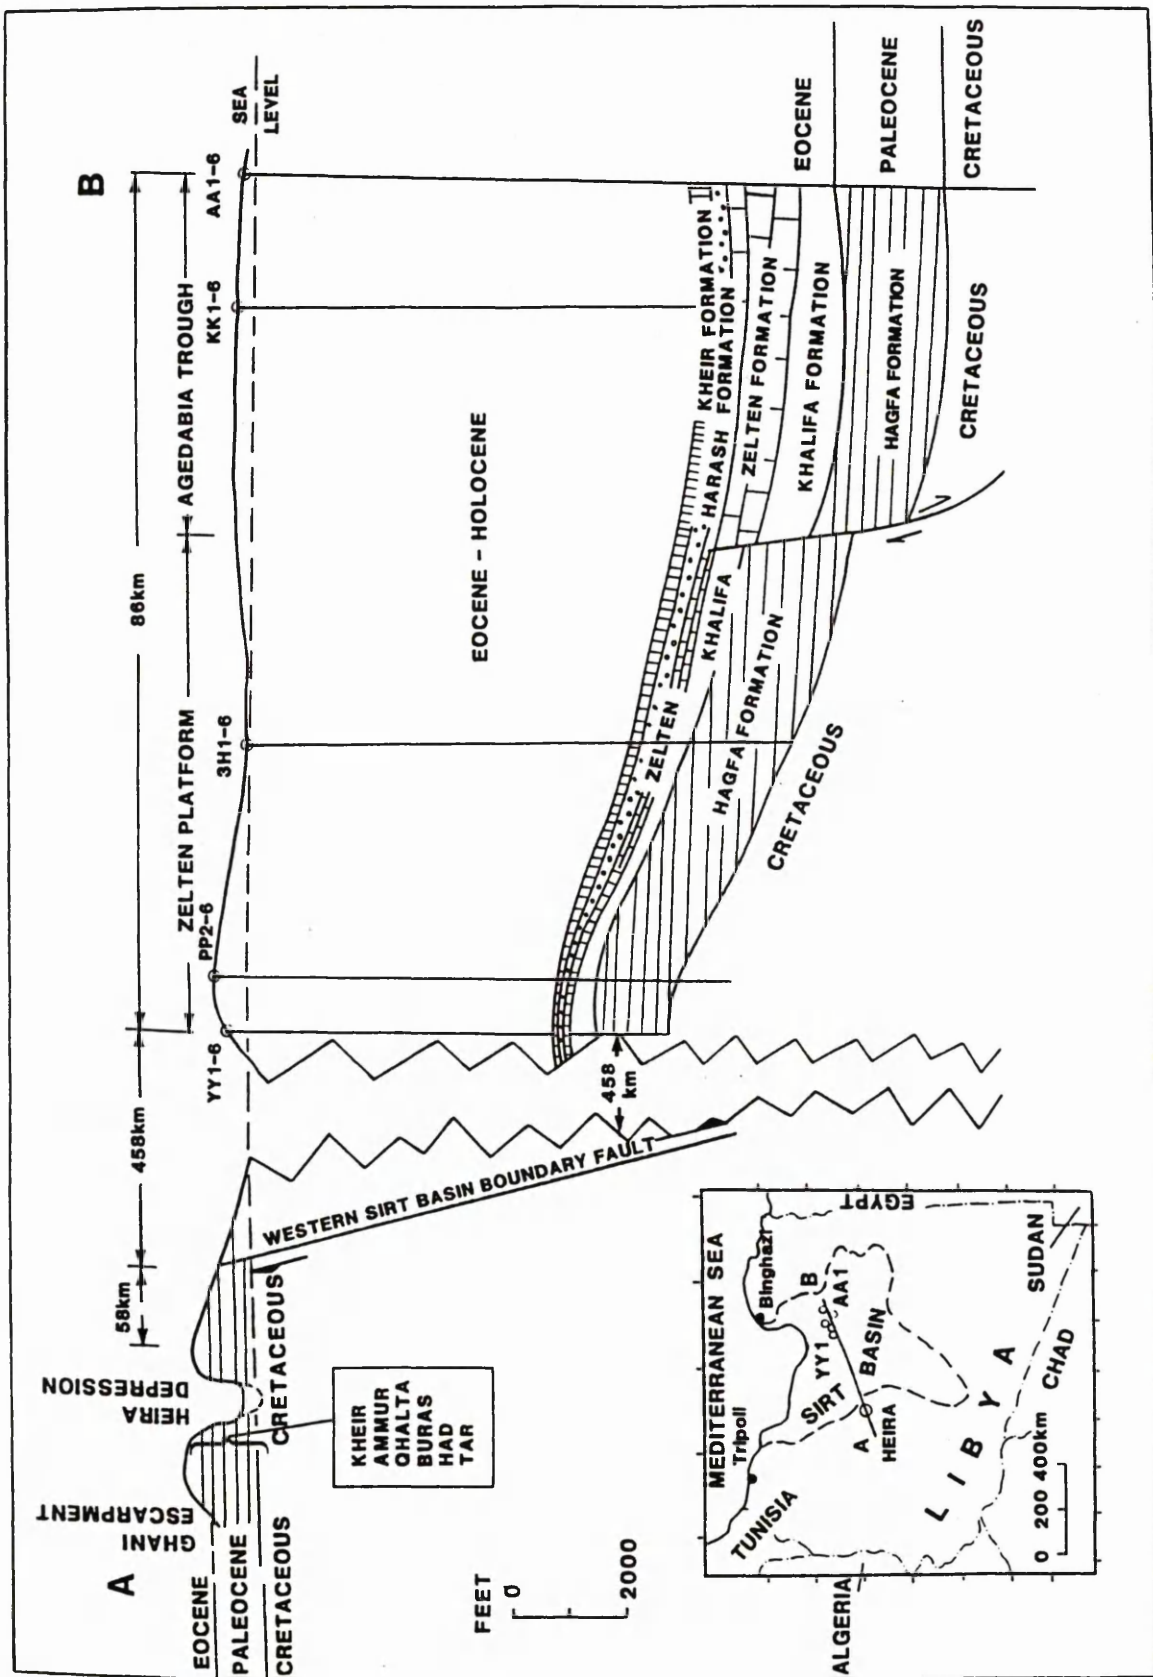 A
B
GHANI
ESCARPMENT
HEIRA
DEPRESSION
58km
458km
86km
ZELTEN PLATFORM
AGEDABIA TROUGH
YY1-6
PP2-6
3H1-6
KK1-6
AA1-6
SEA
LEVEL
EOCENE
PALEOCENE
CRETACEOUS
CRETACEOUS
KHEIR
AMMUR
QHALTA
BURAS
HAD
TAR
WESTERN SIRT BASIN BOUNDARY FAULT
458
km
EOCENE - HOLOCENE
KHEIR FORMATION
HARASH FORMATION
ZELTEN FORMATION
KHALIFA FORMATION
HAGFA FORMATION
CRETACEOUS
ZELTEN
KHALIFA
HAGFA FORMATION
CRETACEOUS
EOCENE
PALEOCENE
CRETACEOUS
FEET
0
2000
MEDITERRANEAN SEA
Tripoli
Binghazi
TUNISIA
ALGERIA
EGYPT
SUDAN
CHAD
LIBYA
SIRT BASIN
A
HEIRA
YY1
B
AA1
0 200 400km